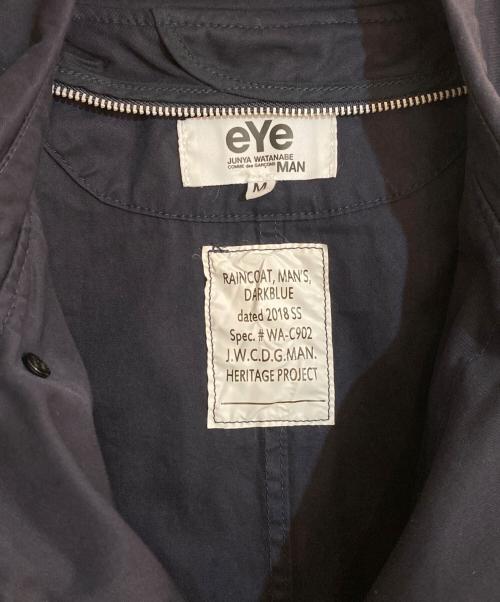 eYe
JUNYA WATANABE
COMME des GARÇONS MAN
M
RAINCOAT, MAN'S,
DARKBLUE
dated 2018 SS
Spec. # WA-C902
J.W.C.D.G.MAN.
HERITAGE PROJECT